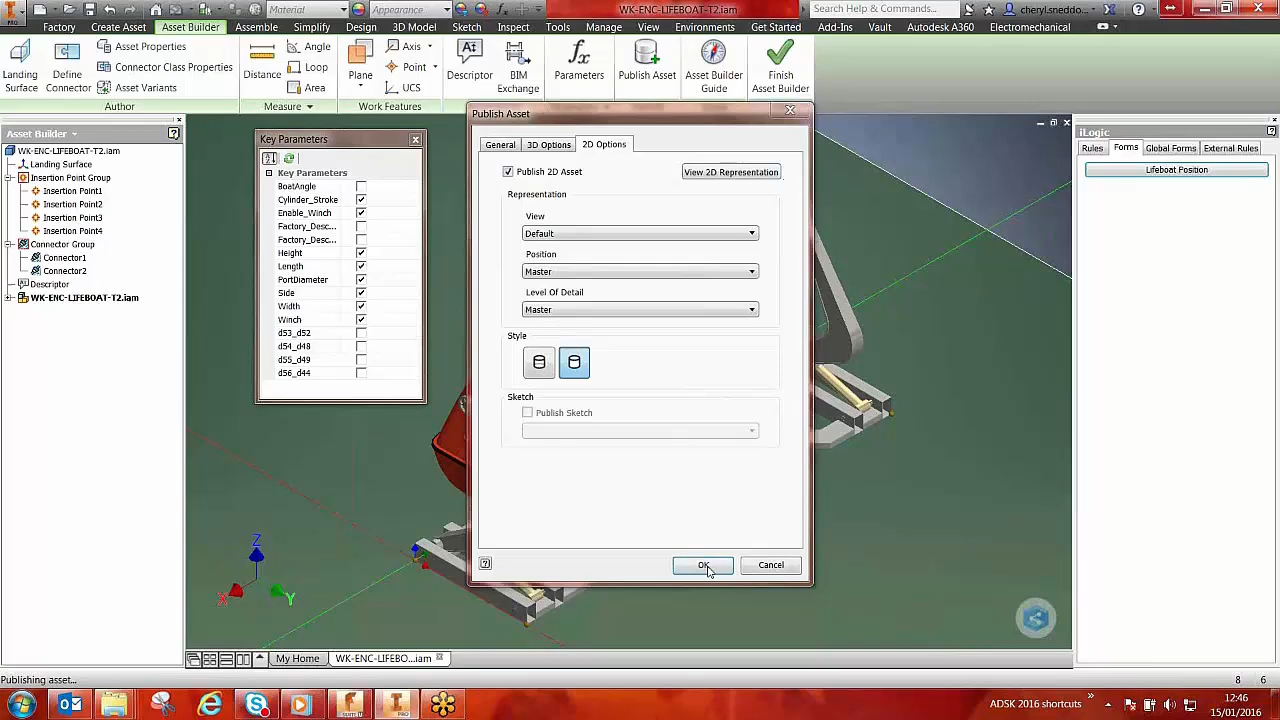 Material
Appearance
WK-ENC-LIFEBOAT-T2.iam
Search Help & Commands...
cheryl.sneddo...
PRO
Factory
Create Asset
Asset Builder
Assemble
Simplify
Design
3D Model
Sketch
Inspect
Tools
Manage
View
Environments
Get Started
Add-Ins
Vault
Autodesk A360
Electromechanical
Landing Surface
Define Connector
Asset Properties
Connector Class Properties
Asset Variants
Distance
Angle
Loop
Area
Plane
Axis
Point
UCS
Descriptor
BIM Exchange
Parameters
Publish Asset
Asset Builder Guide
Finish Asset Builder
Author
Measure
Work Features
Asset Builder
WK-ENC-LIFEBOAT-T2.iam
Landing Surface
Insertion Point Group
Insertion Point1
Insertion Point2
Insertion Point3
Insertion Point4
Connector Group
Connector1
Connector2
Descriptor
WK-ENC-LIFEBOAT-T2.iam
Key Parameters
Key Parameters
BoatAngle
Cylinder_Stroke
Enable_Winch
Factory_Desc...
Factory_Desc...
Height
Length
PortDiameter
Side
Width
Winch
d53_d52
d54_d48
d55_d49
d56_d44
Publish Asset
General
3D Options
2D Options
Publish 2D Asset
View 2D Representation
Representation
View
Default
Position
Master
Level Of Detail
Master
Style
Sketch
Publish Sketch
OK
Cancel
iLogic
Rules
Forms
Global Forms
External Rules
Lifeboat Position
Z
X
Y
My Home
WK-ENC-LIFEBO...iam
Publishing asset...
8
6
ADSK 2016 shortcuts
12:46
15/01/2016